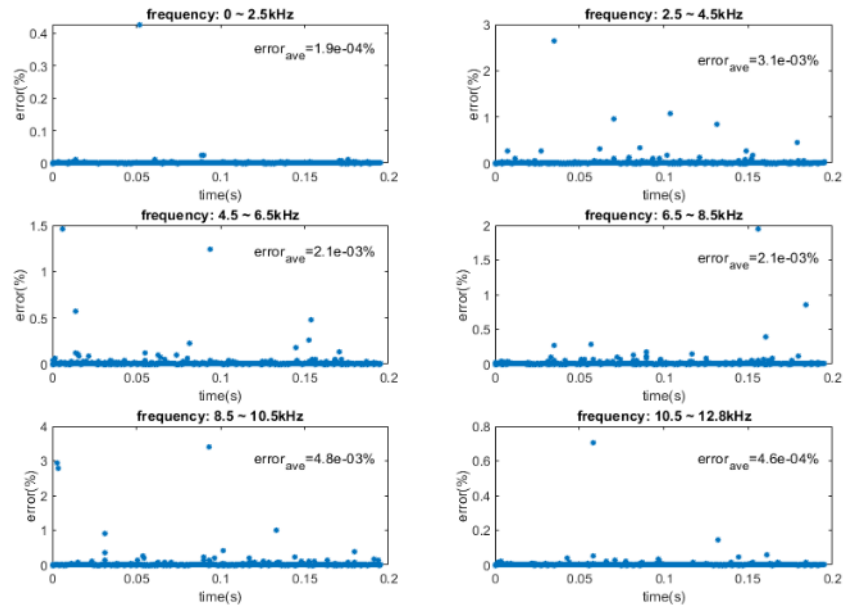 frequency: 0 ~ 2.5kHz
error_ave=1.9e-04%
error(%)
0.4
0.3
0.2
0.1
0
0 0.05 0.1 0.15 0.2
time(s)
frequency: 2.5 ~ 4.5kHz
error_ave=3.1e-03%
error(%)
3
2
1
0
0 0.05 0.1 0.15 0.2
time(s)
frequency: 4.5 ~ 6.5kHz
error_ave=2.1e-03%
error(%)
1.5
1
0.5
0
0 0.05 0.1 0.15 0.2
time(s)
frequency: 6.5 ~ 8.5kHz
error_ave=2.1e-03%
error(%)
2
1.5
1
0.5
0
0 0.05 0.1 0.15 0.2
time(s)
frequency: 8.5 ~ 10.5kHz
error_ave=4.8e-03%
error(%)
4
3
2
1
0
0 0.05 0.1 0.15 0.2
time(s)
frequency: 10.5 ~ 12.8kHz
error_ave=4.6e-04%
error(%)
0.8
0.6
0.4
0.2
0
0 0.05 0.1 0.15 0.2
time(s)